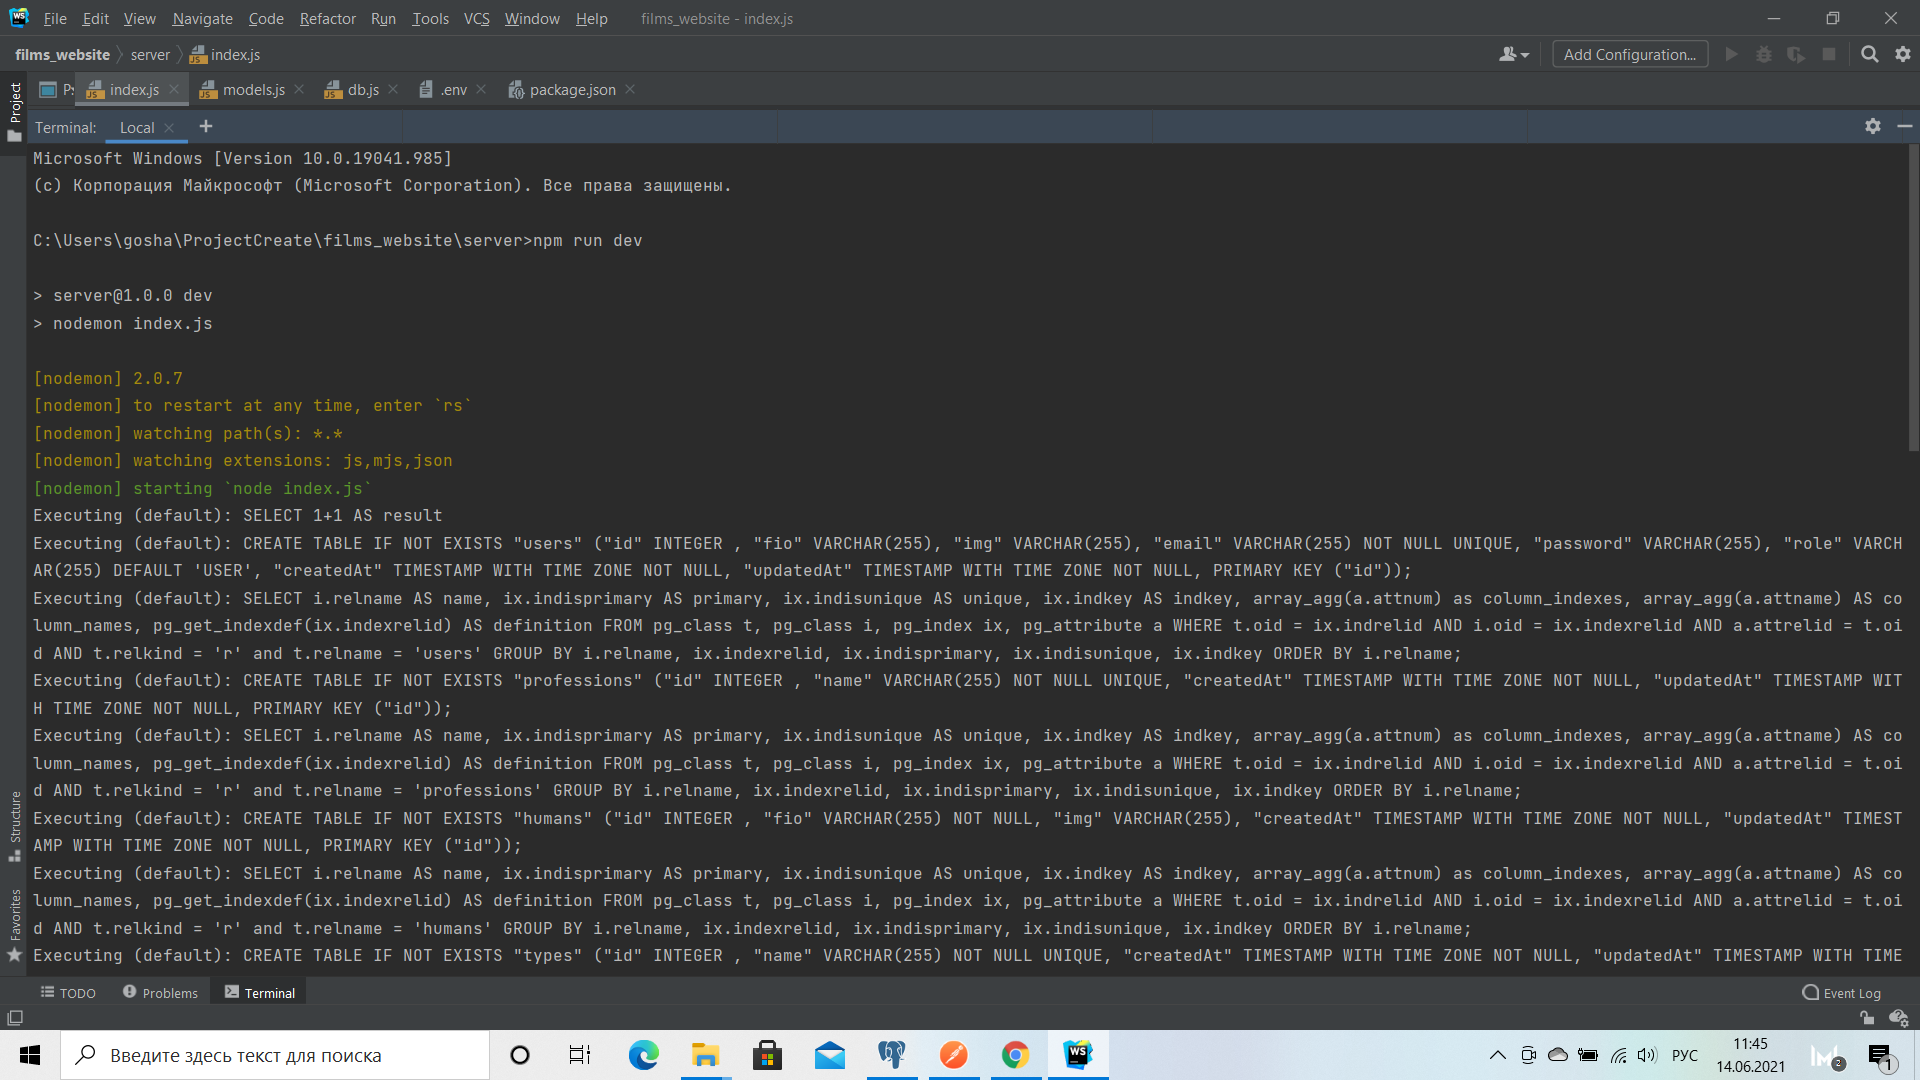 File Edit View Navigate Code Refactor Run Tools VCS Window Help films_website - index.js
films_website server index.js Add Configuration...
index.js models.js db.js .env package.json
Project
Terminal: Local
Microsoft Windows [Version 10.0.19041.985]
(c) Корпорация Майкрософт (Microsoft Corporation). Все права защищены.
C:\Users\gosha\ProjectCreate\films_website\server>npm run dev
> server@1.0.0 dev
> nodemon index.js
[nodemon] 2.0.7
[nodemon] to restart at any time, enter `rs`
[nodemon] watching path(s): *.*
[nodemon] watching extensions: js,mjs,json
[nodemon] starting `node index.js`
Executing (default): SELECT 1+1 AS result
Executing (default): CREATE TABLE IF NOT EXISTS "users" ("id" INTEGER , "fio" VARCHAR(255), "img" VARCHAR(255), "email" VARCHAR(255) NOT NULL UNIQUE, "password" VARCHAR(255), "role" VARCH
AR(255) DEFAULT 'USER', "createdAt" TIMESTAMP WITH TIME ZONE NOT NULL, "updatedAt" TIMESTAMP WITH TIME ZONE NOT NULL, PRIMARY KEY ("id"));
Executing (default): SELECT i.relname AS name, ix.indisprimary AS primary, ix.indisunique AS unique, ix.indkey AS indkey, array_agg(a.attnum) as column_indexes, array_agg(a.attname) AS co
lumn_names, pg_get_indexdef(ix.indexrelid) AS definition FROM pg_class t, pg_class i, pg_index ix, pg_attribute a WHERE t.oid = ix.indrelid AND i.oid = ix.indexrelid AND a.attrelid = t.oi
d AND t.relkind = 'r' and t.relname = 'users' GROUP BY i.relname, ix.indexrelid, ix.indisprimary, ix.indisunique, ix.indkey ORDER BY i.relname;
Executing (default): CREATE TABLE IF NOT EXISTS "professions" ("id" INTEGER , "name" VARCHAR(255) NOT NULL UNIQUE, "createdAt" TIMESTAMP WITH TIME ZONE NOT NULL, "updatedAt" TIMESTAMP WIT
H TIME ZONE NOT NULL, PRIMARY KEY ("id"));
Executing (default): SELECT i.relname AS name, ix.indisprimary AS primary, ix.indisunique AS unique, ix.indkey AS indkey, array_agg(a.attnum) as column_indexes, array_agg(a.attname) AS co
lumn_names, pg_get_indexdef(ix.indexrelid) AS definition FROM pg_class t, pg_class i, pg_index ix, pg_attribute a WHERE t.oid = ix.indrelid AND i.oid = ix.indexrelid AND a.attrelid = t.oi
d AND t.relkind = 'r' and t.relname = 'professions' GROUP BY i.relname, ix.indexrelid, ix.indisprimary, ix.indisunique, ix.indkey ORDER BY i.relname;
Executing (default): CREATE TABLE IF NOT EXISTS "humans" ("id" INTEGER , "fio" VARCHAR(255) NOT NULL, "img" VARCHAR(255), "createdAt" TIMESTAMP WITH TIME ZONE NOT NULL, "updatedAt" TIMEST
AMP WITH TIME ZONE NOT NULL, PRIMARY KEY ("id"));
Executing (default): SELECT i.relname AS name, ix.indisprimary AS primary, ix.indisunique AS unique, ix.indkey AS indkey, array_agg(a.attnum) as column_indexes, array_agg(a.attname) AS co
lumn_names, pg_get_indexdef(ix.indexrelid) AS definition FROM pg_class t, pg_class i, pg_index ix, pg_attribute a WHERE t.oid = ix.indrelid AND i.oid = ix.indexrelid AND a.attrelid = t.oi
d AND t.relkind = 'r' and t.relname = 'humans' GROUP BY i.relname, ix.indexrelid, ix.indisprimary, ix.indisunique, ix.indkey ORDER BY i.relname;
Executing (default): CREATE TABLE IF NOT EXISTS "types" ("id" INTEGER , "name" VARCHAR(255) NOT NULL UNIQUE, "createdAt" TIMESTAMP WITH TIME ZONE NOT NULL, "updatedAt" TIMESTAMP WITH TIME
Structure
Favorites
TODO Problems Terminal Event Log
Введите здесь текст для поиска
РУС
11:45
14.06.2021
2
1